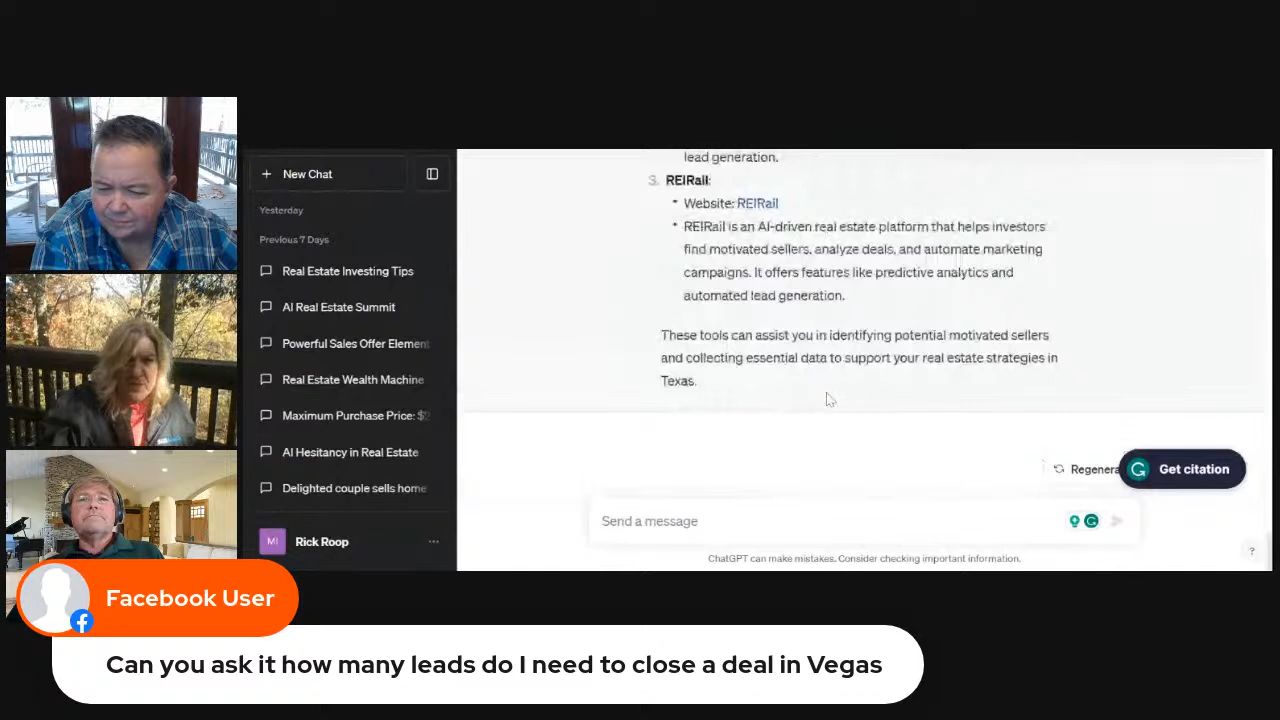 New Chat
Yesterday
Previous 7 Days
Real Estate Investing Tips
AI Real Estate Summit
Powerful Sales Offer Element
Real Estate Wealth Machine
Maximum Purchase Price: $
AI Hesitancy in Real Estate
Delighted couple sells home
MI
Rick Roop
lead generation.
3. REIRail:
• Website: REIRail
• REIRail is an AI-driven real estate platform that helps investors
find motivated sellers, analyze deals, and automate marketing
campaigns. It offers features like predictive analytics and
automated lead generation.
These tools can assist you in identifying potential motivated sellers
and collecting essential data to support your real estate strategies in
Texas.
Regenera
Get citation
Send a message
ChatGPT can make mistakes. Consider checking important information.
?
Facebook User
Can you ask it how many leads do I need to close a deal in Vegas